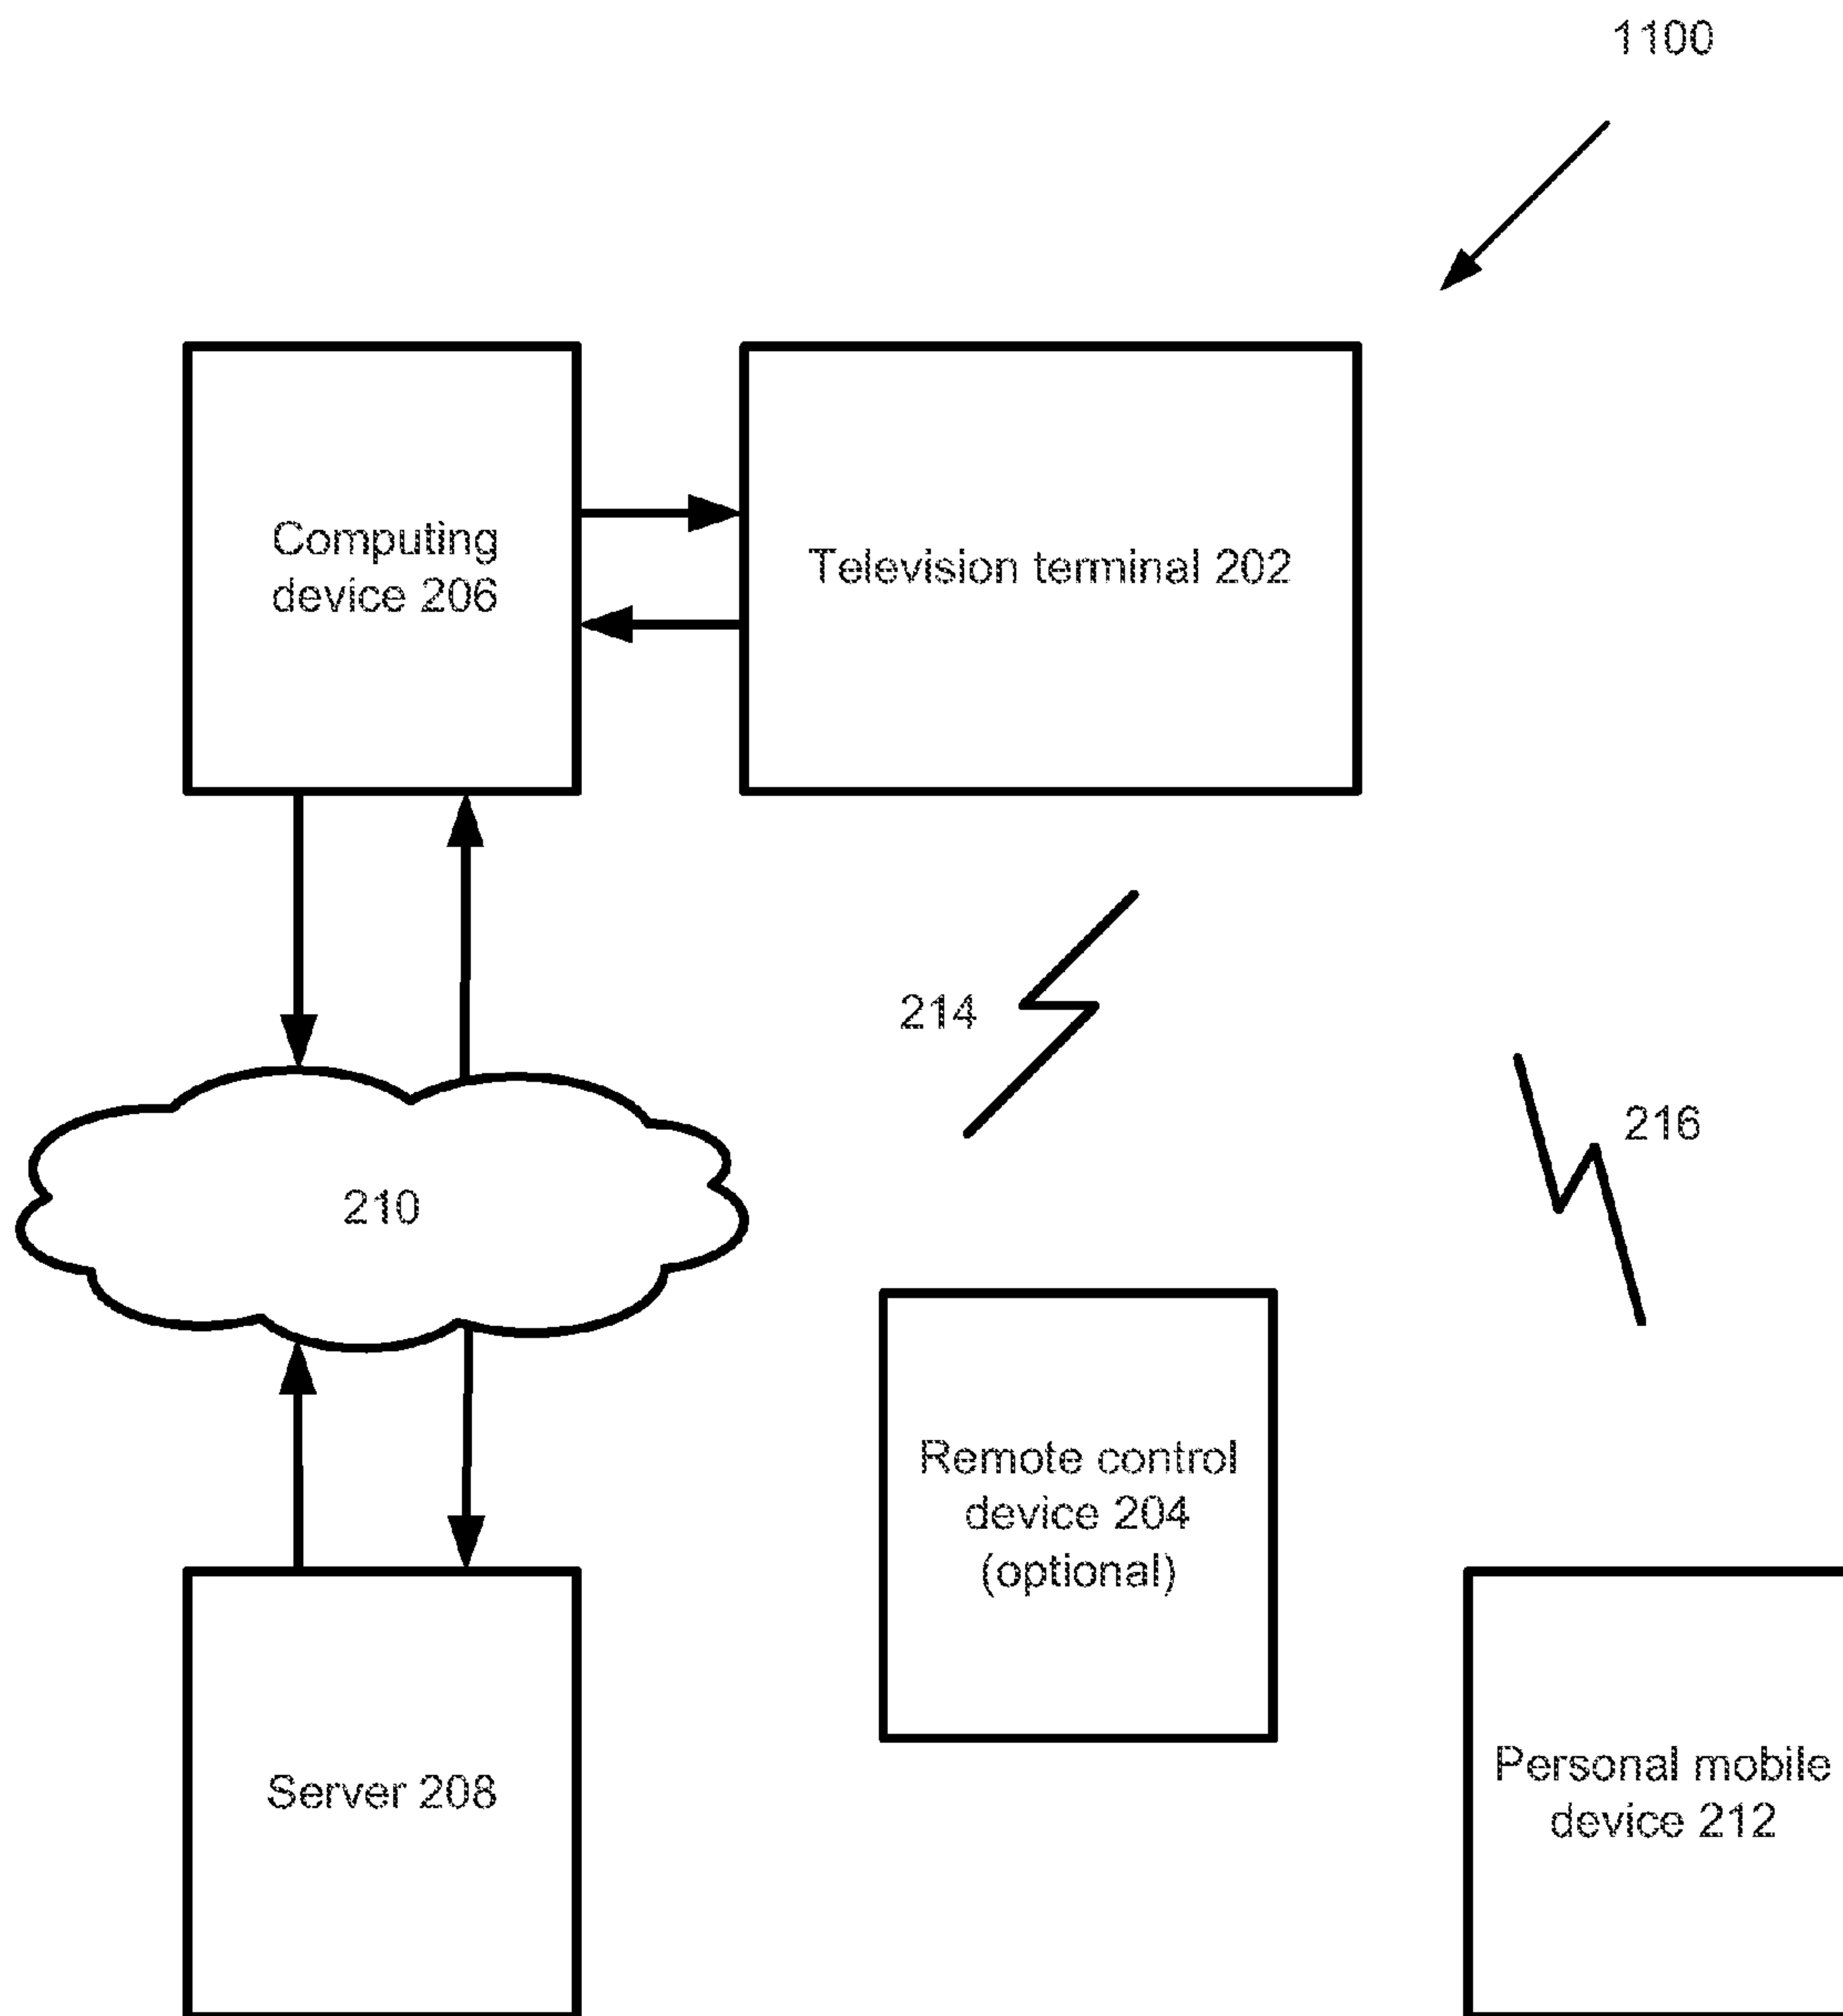 1100
Computing
device 206
Television terminal 202
214
216
210
Remote control
device 204
(optional)
Server 208
Personal mobile
device 212